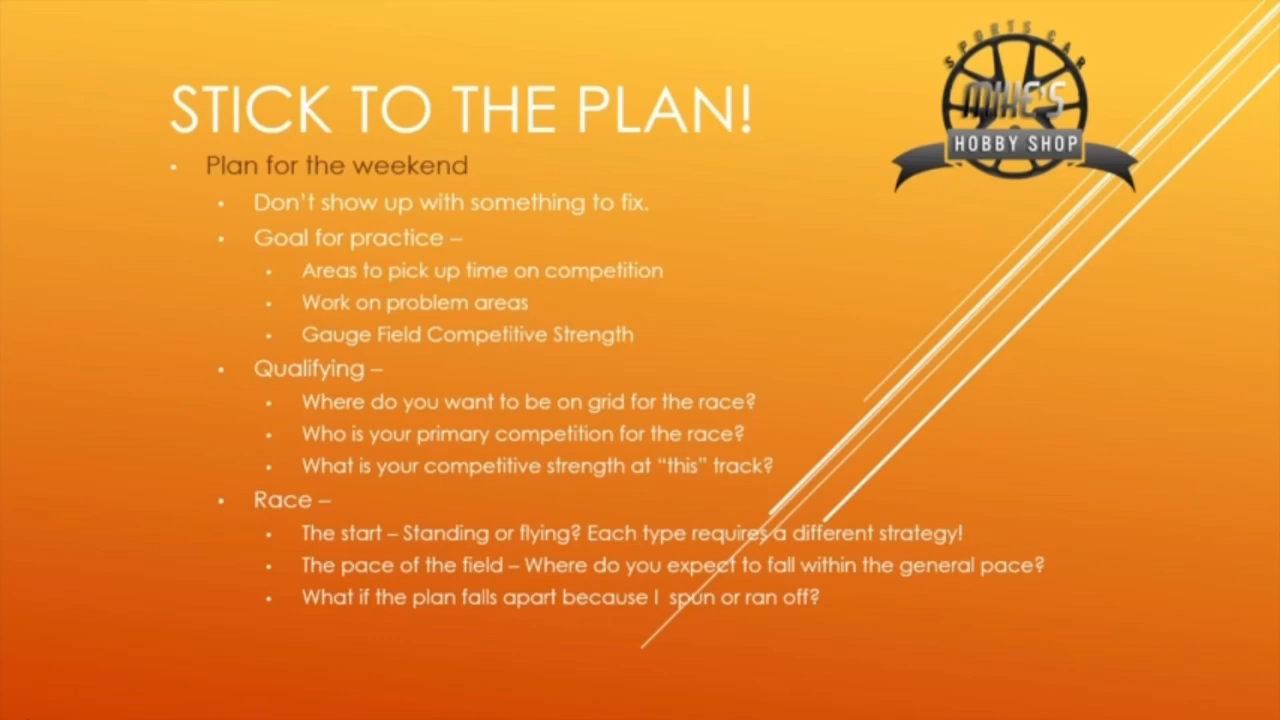 SPORTS CAR
MIKE'S
HOBBY SHOP
STICK TO THE PLAN!
• Plan for the weekend
• Don't show up with something to fix.
• Goal for practice –
• Areas to pick up time on competition
• Work on problem areas
• Gauge Field Competitive Strength
• Qualifying –
• Where do you want to be on grid for the race?
• Who is your primary competition for the race?
• What is your competitive strength at “this” track?
• Race –
• The start – Standing or flying? Each type requires a different strategy!
• The pace of the field – Where do you expect to fall within the general pace?
• What if the plan falls apart because I spun or ran off?